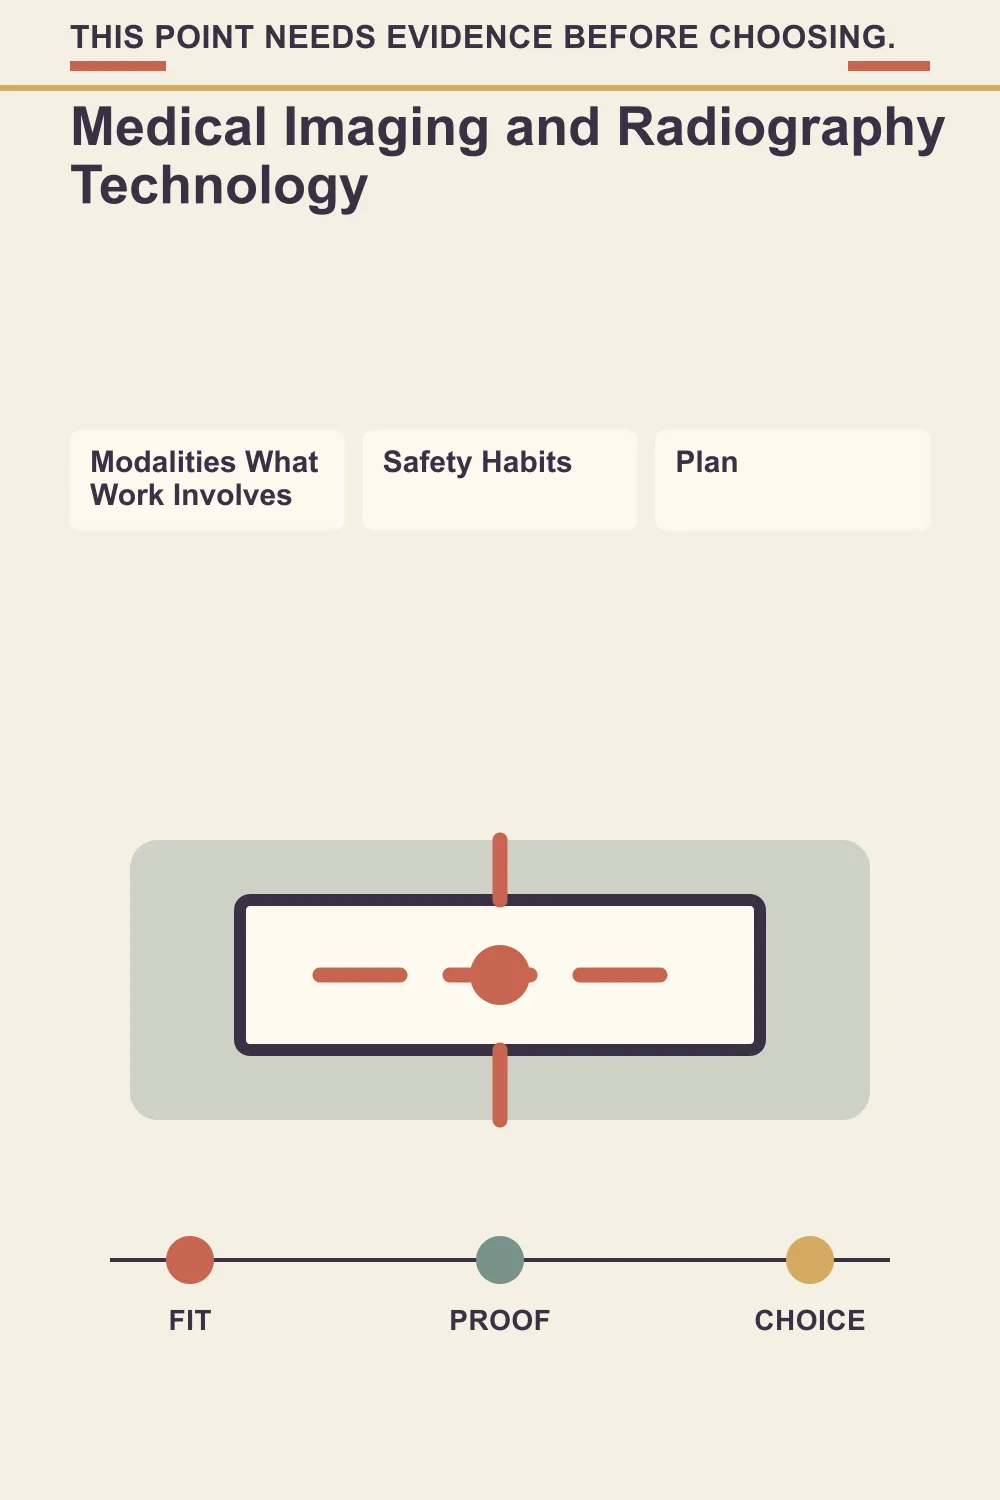 THIS POINT NEEDS EVIDENCE BEFORE CHOOSING.
Medical Imaging and Radiography
Technology
Modalities What
Work Involves
Safety Habits
Plan
FIT
PROOF
CHOICE